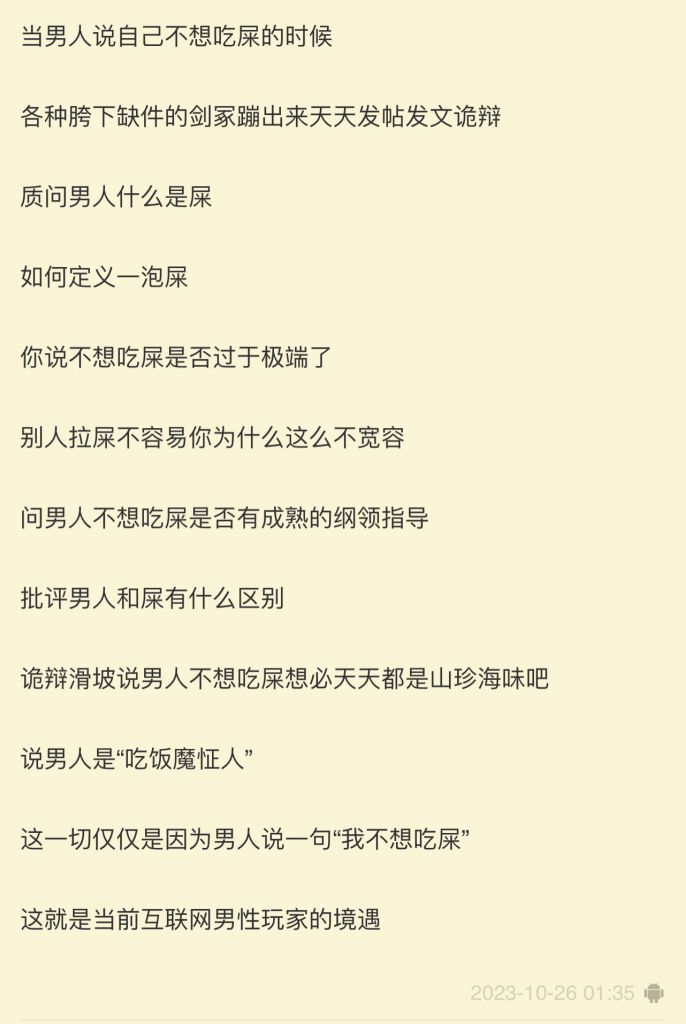 当男人说自己不想吃屎的时候
各种胯下缺件的剑冢蹦出来天天发帖发文诡辩
质问男人什么是屎
如何定义一泡屎
你说不想吃屎是否过于极端了
别人拉屎不容易你为什么这么不宽容
问男人不想吃屎是否有成熟的纲领指导
批评男人和屎有什么区别
诡辩滑坡说男人不想吃屎想必天天都是山珍海味吧
说男人是“吃饭魔怔人”
这一切仅仅是因为男人说一句“我不想吃屎”
这就是当前互联网男性玩家的境遇
2023-10-26 01:35